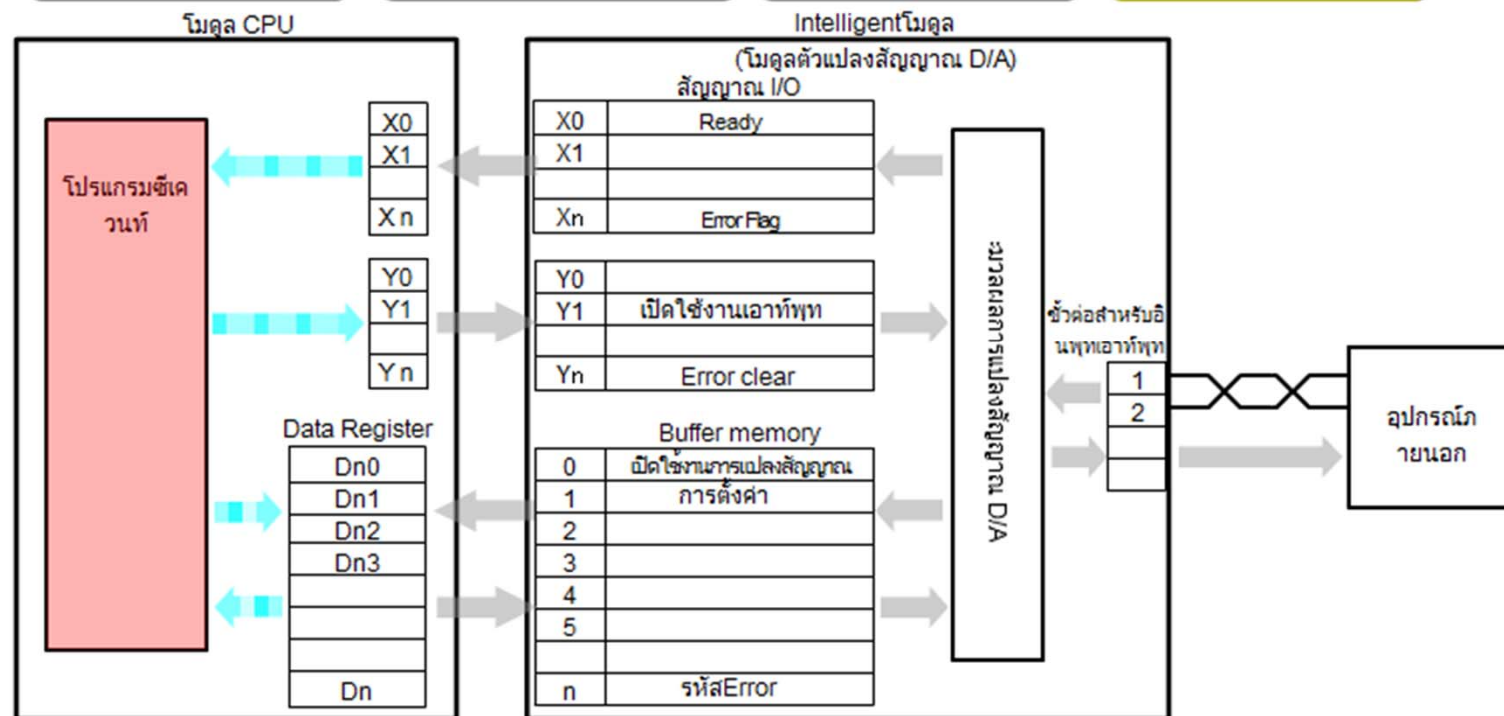 โมดูล CPU
Intelligentโมดูล
(โมดูลตัวแปลงสัญญาณ D/A)
สัญญาณ I/O
โปรแกรมซีเค
วนท์
X0
X1
Xn
X0 Ready
X1
Xn Error Flag
Y0
Y1
Yn
Y0
Y1 เปิดใช้งานเอาท์พุท
Yn Error clear
ะมวลผลการแปลงสัญญาณ D/A
ขั้วต่อสำหรับอิ
นพุทเอาท์พุท
1
2
อุปกรณ์ภ
ายนอก
Data Register
Dn0
Dn1
Dn2
Dn3
Dn
Buffer memory
0 เปิดใช้งานการแปลงสัญญาณ
1 การตั้งค่า
2
3
4
5
n รหัสError